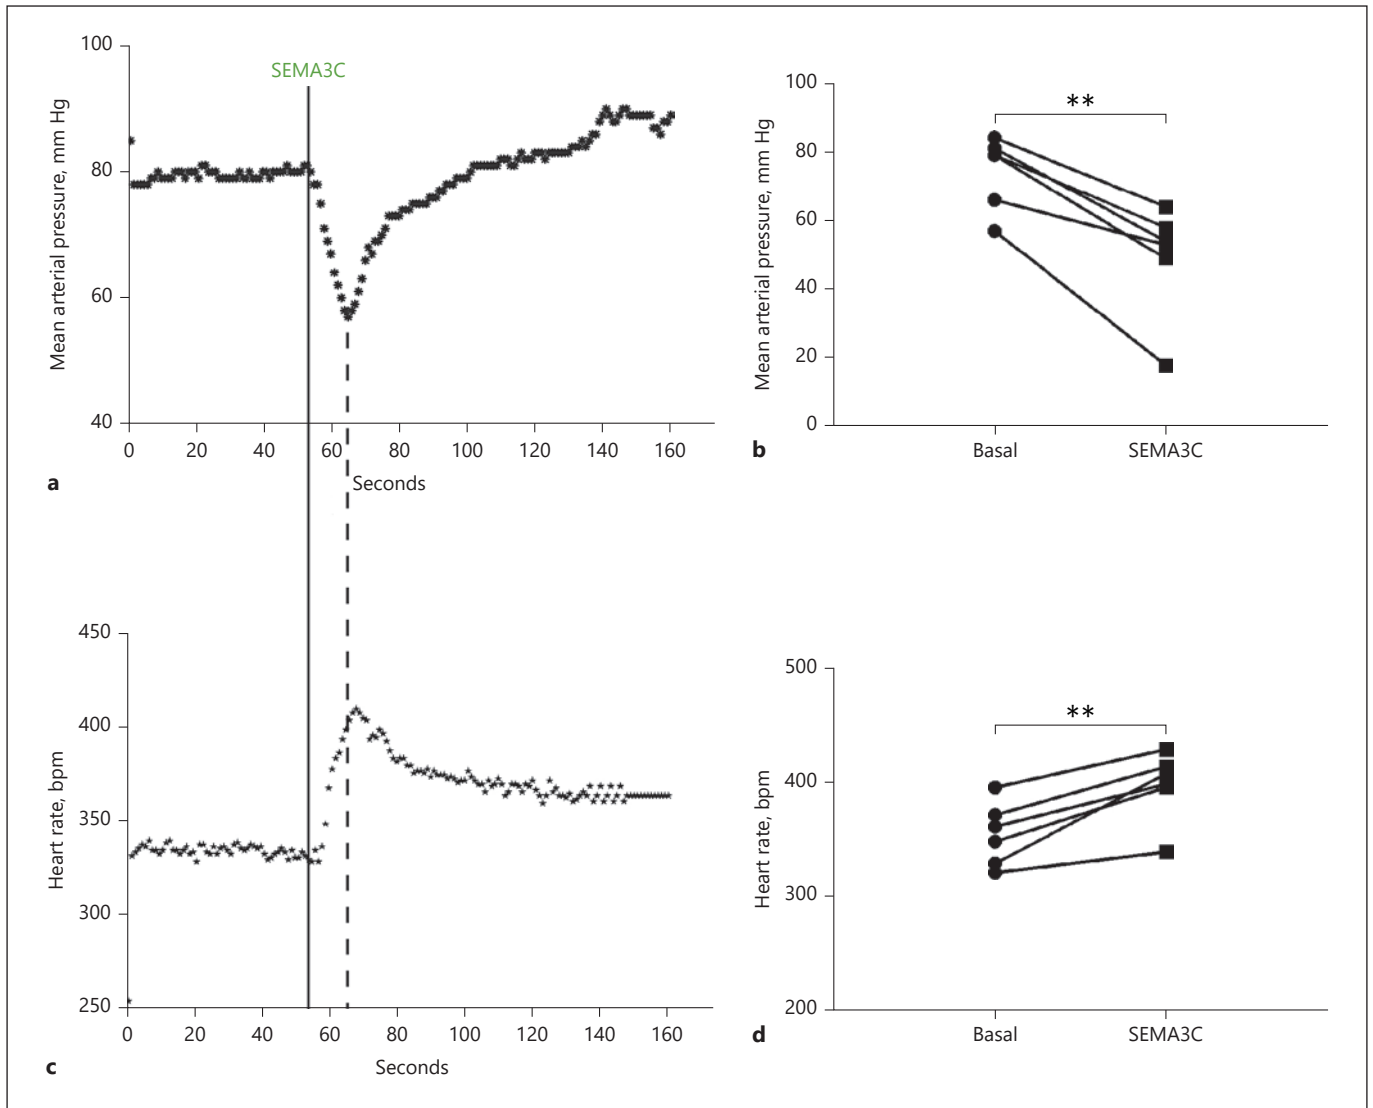 100
80
60
40
Mean arterial pressure, mm Hg
SEMA3C
0 20 40 60 80 100 120 140 160
Seconds
a
100
80
60
40
20
0
Mean arterial pressure, mm Hg
**
Basal SEMA3C
b
450
400
350
300
250
Heart rate, bpm
0 20 40 60 80 100 120 140 160
Seconds
c
500
400
300
200
Heart rate, bpm
**
Basal SEMA3C
d